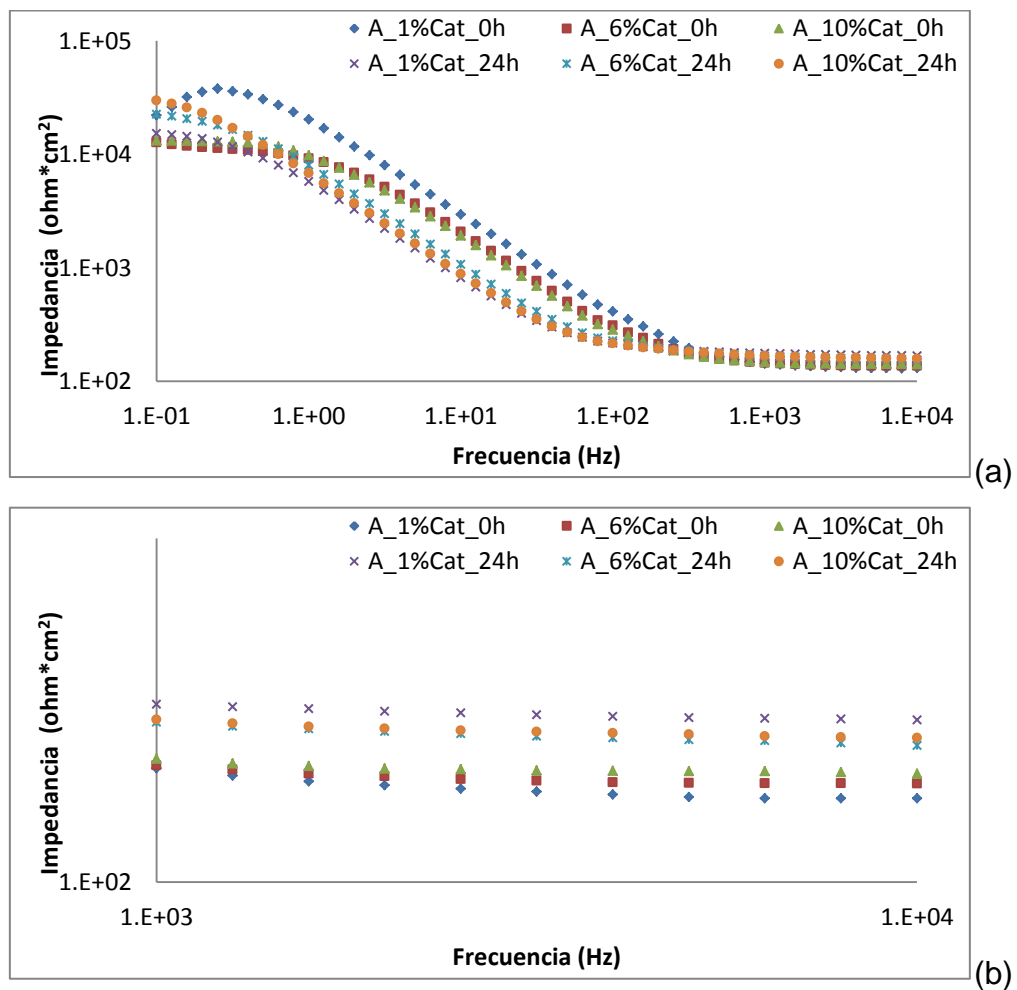 A_1%Cat_0h A_6%Cat_0h A_10%Cat_0h
A_1%Cat_24h A_6%Cat_24h A_10%Cat_24h
1.E+05
1.E+04
1.E+03
1.E+02
Impedancia (ohm*cm²)
1.E-01 1.E+00 1.E+01 1.E+02 1.E+03 1.E+04
Frecuencia (Hz)
(a)
A_1%Cat_0h A_6%Cat_0h A_10%Cat_0h
A_1%Cat_24h A_6%Cat_24h A_10%Cat_24h
Impedancia (ohm*cm²)
1.E+02
1.E+03 1.E+04
Frecuencia (Hz)
(b)